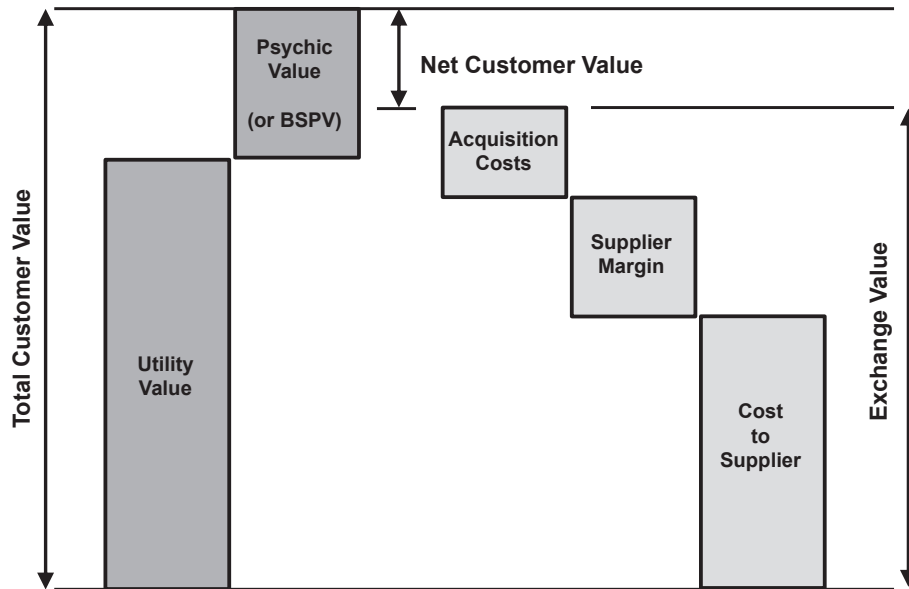 Psychic
Value
(or BSPV)
Net Customer Value
Acquisition
Costs
Supplier
Margin
Utility
Value
Cost
to
Supplier
Total Customer Value
Exchange Value